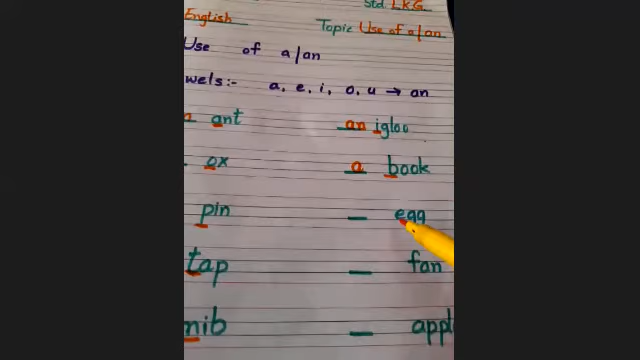 Std. LKG
English Topic Use of a/an
Use of a/an
wels:- a, e, i, o, u → an
a ant an igloo
ox a book
pin _ egg
tap _ fan
nib _ appl